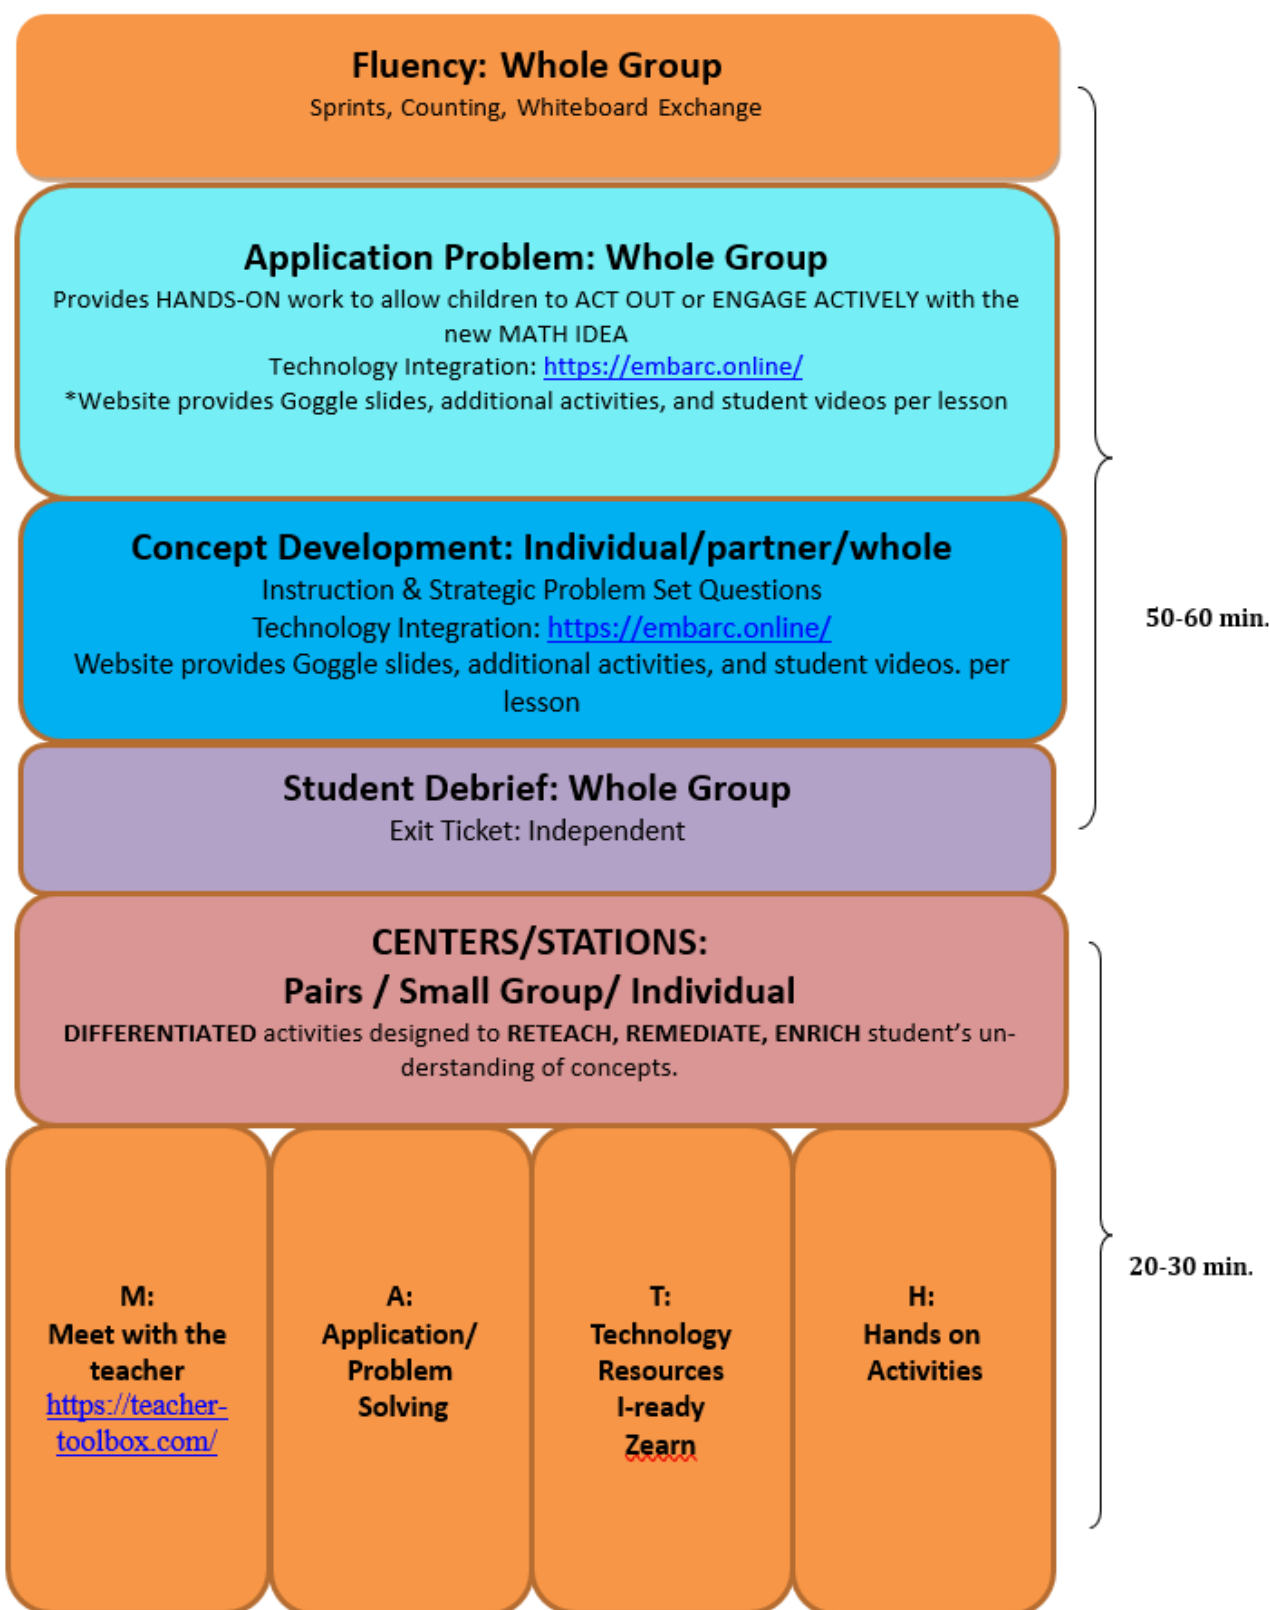 Fluency: Whole Group
Sprints, Counting, Whiteboard Exchange
Application Problem: Whole Group
Provides HANDS-ON work to allow children to ACT OUT or ENGAGE ACTIVELY with the
new MATH IDEA
Technology Integration: https://embarc.online/
*Website provides Goggle slides, additional activities, and student videos per lesson
Concept Development: Individual/partner/whole
Instruction & Strategic Problem Set Questions
Technology Integration: https://embarc.online/
Website provides Goggle slides, additional activities, and student videos. per
lesson
50-60 min.
Student Debrief: Whole Group
Exit Ticket: Independent
CENTERS/STATIONS:
Pairs / Small Group/ Individual
DIFFERENTIATED activities designed to RETEACH, REMEDIATE, ENRICH student’s un-
derstanding of concepts.
20-30 min.
M:
Meet with the
teacher
https://teacher-
toolbox.com/
A:
Application/
Problem
Solving
T:
Technology
Resources
I-ready
Zearn
H:
Hands on
Activities